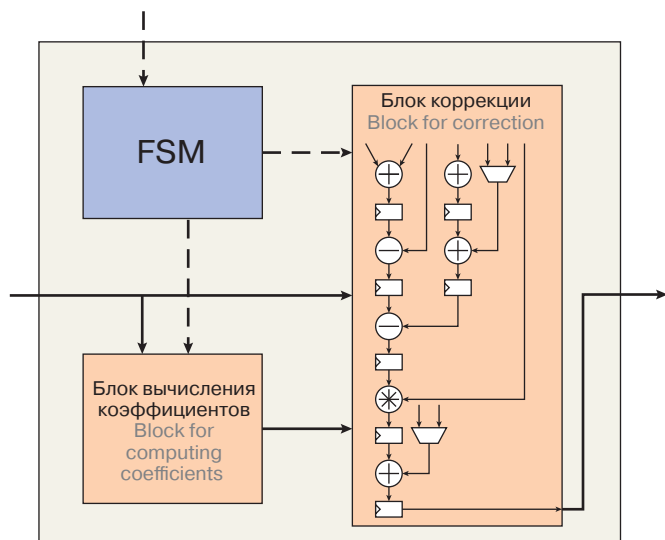 FSM
Блок коррекции
Block for correction
Блок вычисления
коэффициентов
Block for
computing
coefficients